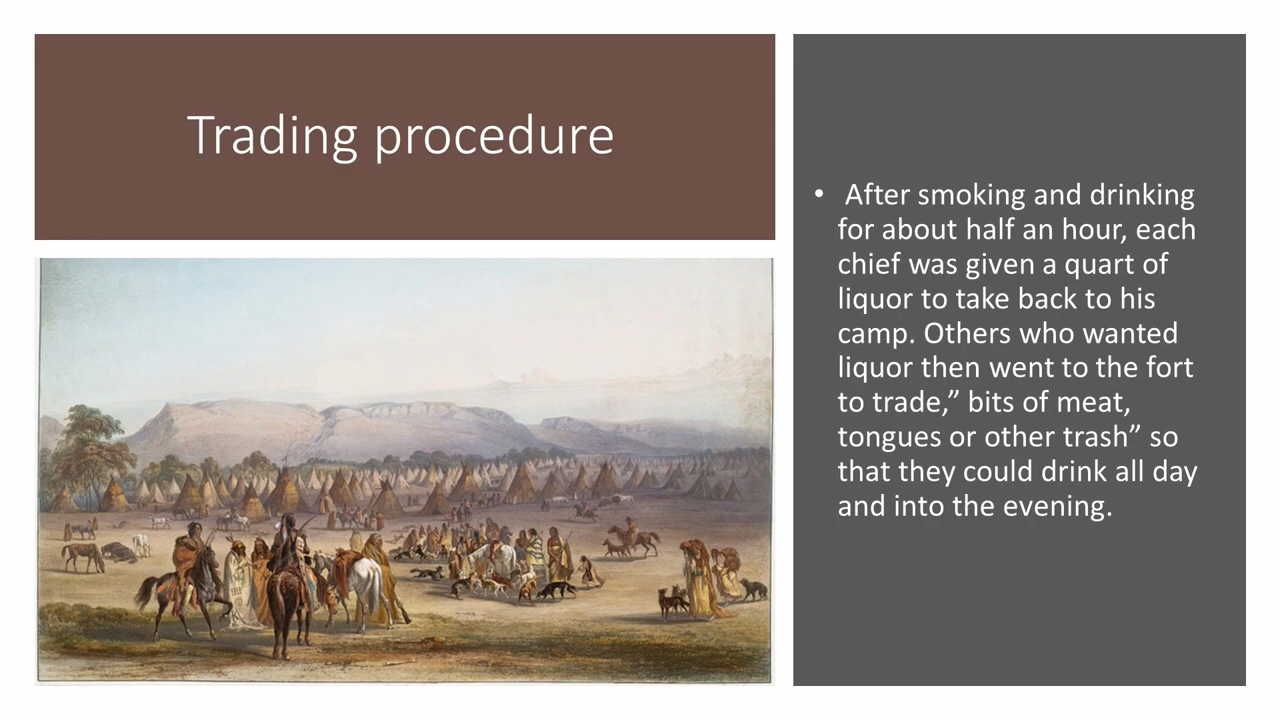 Trading procedure
• After smoking and drinking
for about half an hour, each
chief was given a quart of
liquor to take back to his
camp. Others who wanted
liquor then went to the fort
to trade,” bits of meat,
tongues or other trash” so
that they could drink all day
and into the evening.